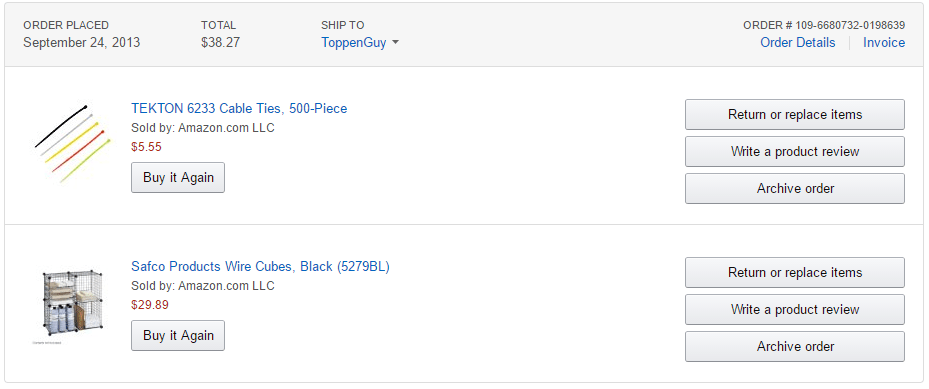 ORDER PLACED
September 24, 2013
TOTAL
$38.27
SHIP TO
ToppenGuy
ORDER # 109-6680732-0198639
Order Details Invoice
TEKTON 6233 Cable Ties, 500-Piece
Sold by: Amazon.com LLC
$5.55
Buy it Again
Return or replace items
Write a product review
Archive order
Safco Products Wire Cubes, Black (5279BL)
Sold by: Amazon.com LLC
$29.89
Buy it Again
Return or replace items
Write a product review
Archive order